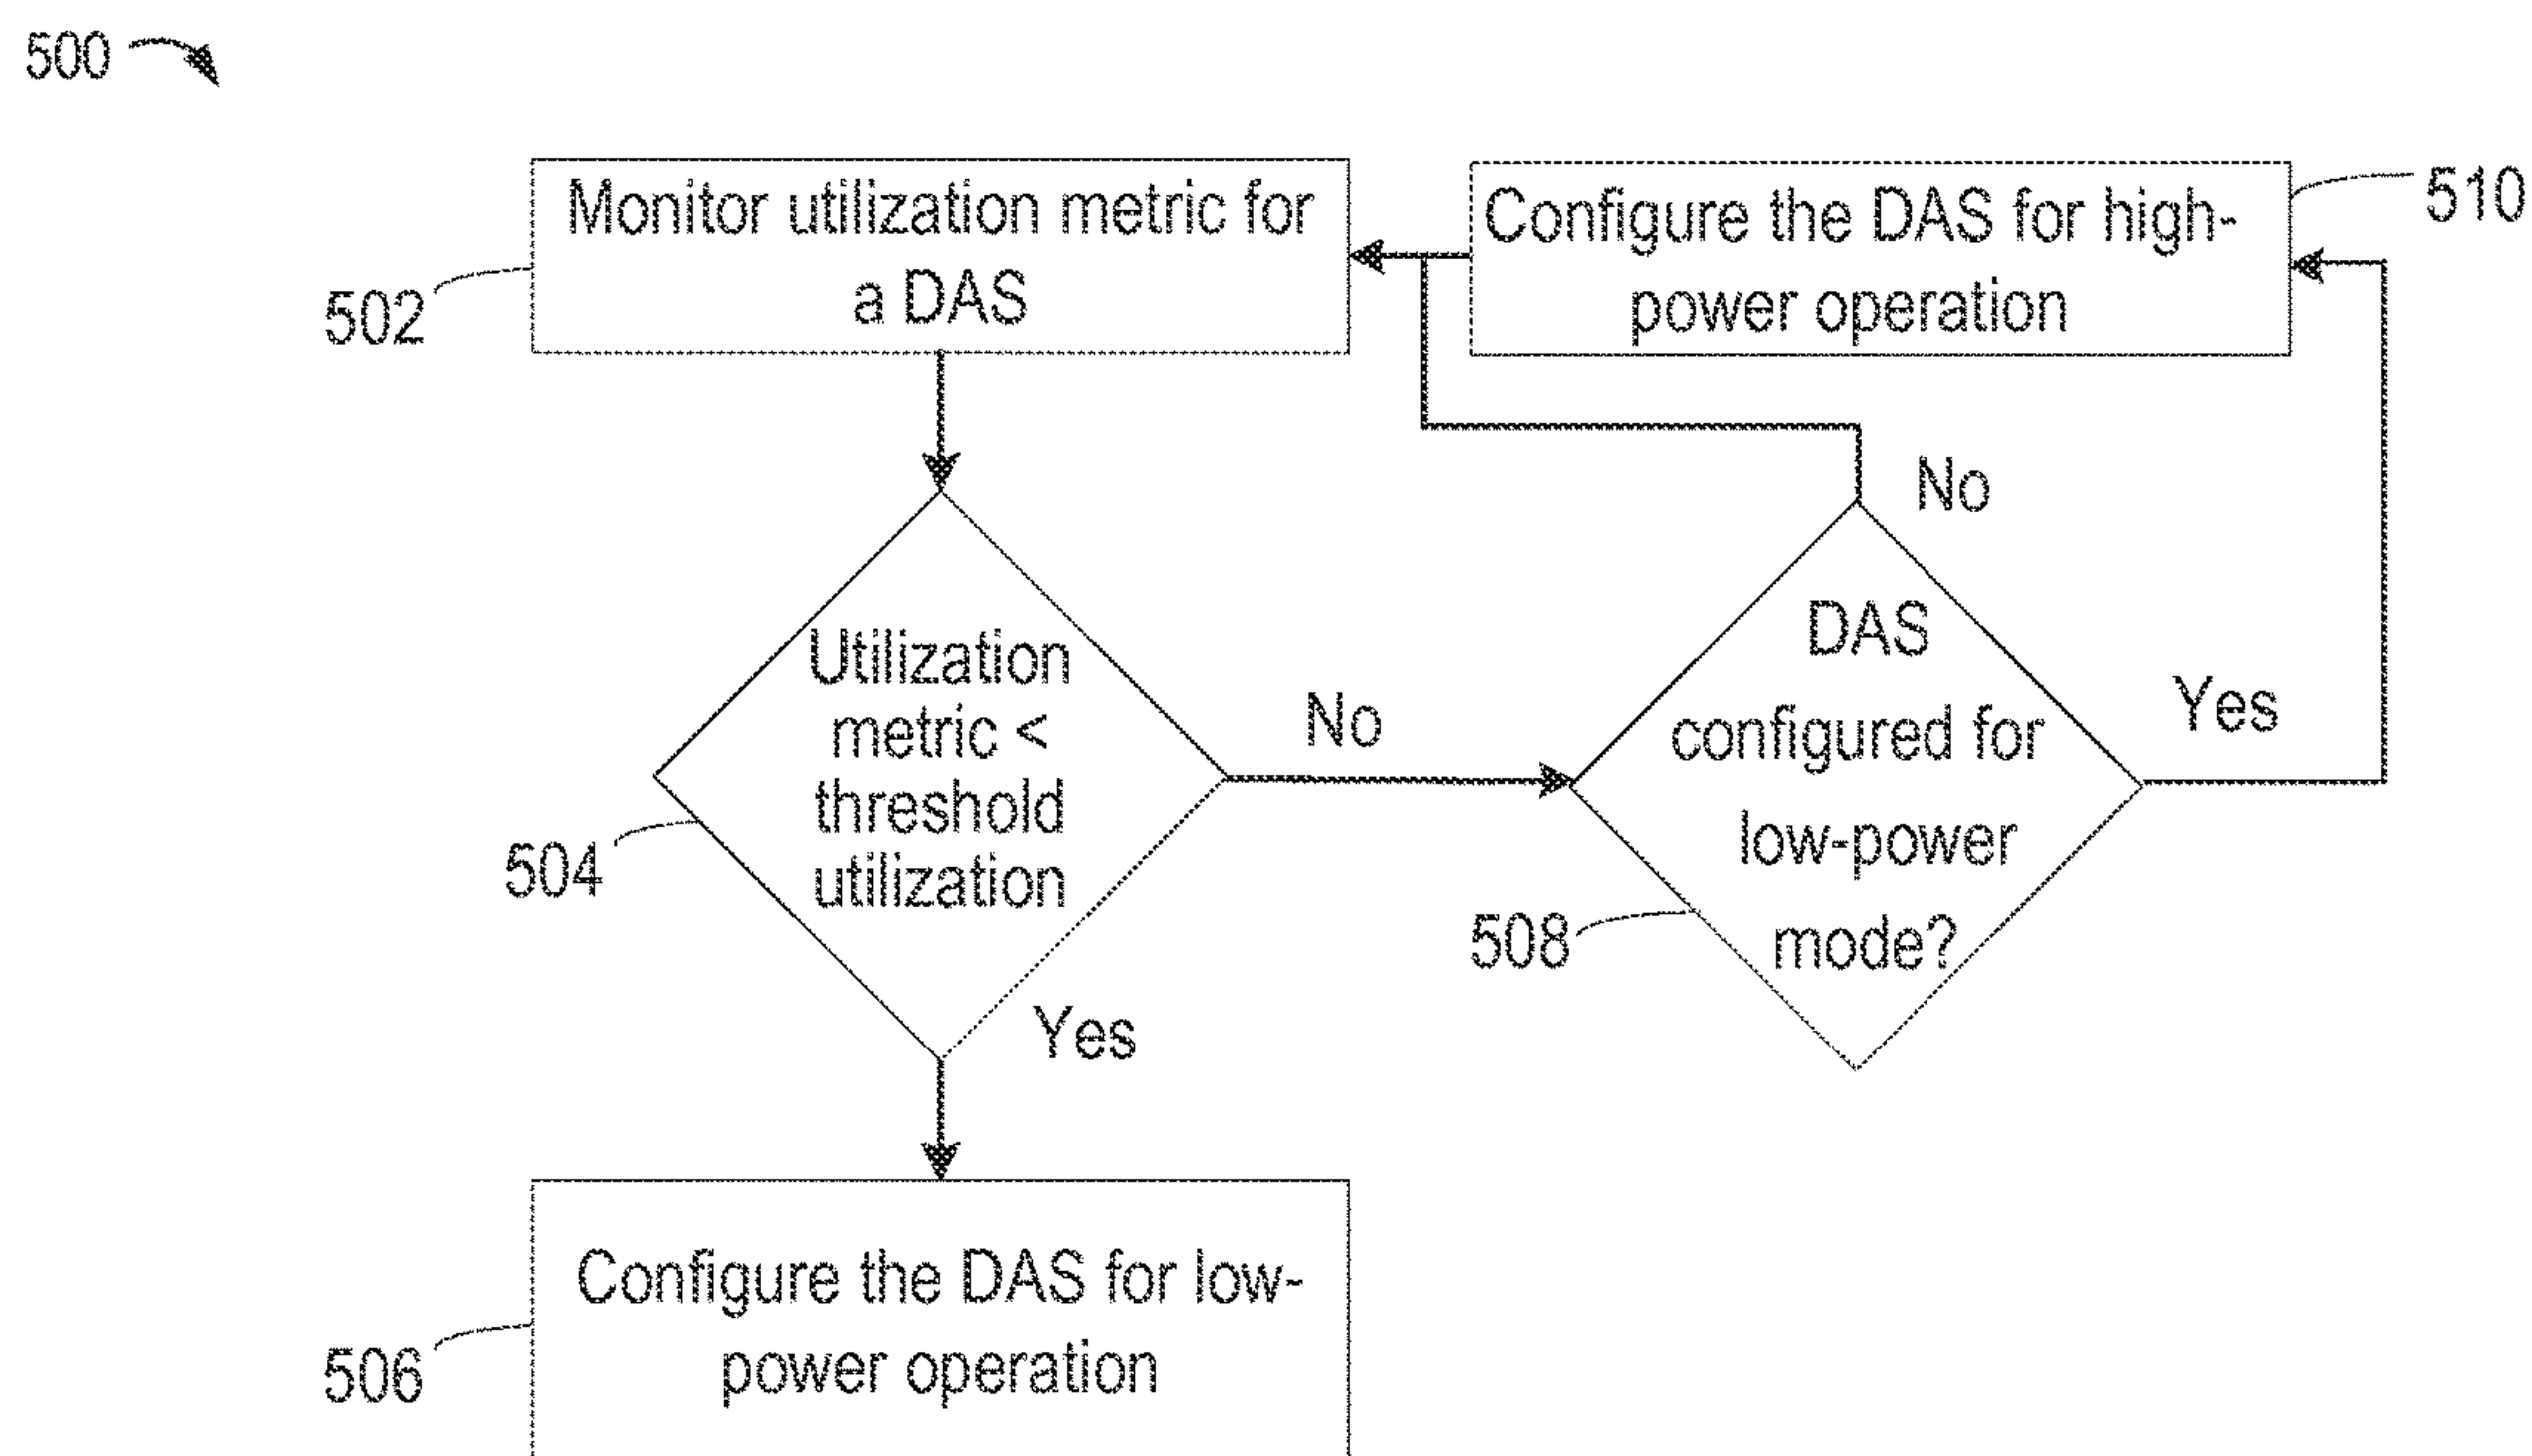 500
Monitor utilization metric for
a DAS
502
Configure the DAS for high-
power operation
510
Utilization
metric <
threshold
utilization
504
No
Yes
DAS
configured for
low-power
mode?
508
No
Yes
Configure the DAS for low-
power operation
506